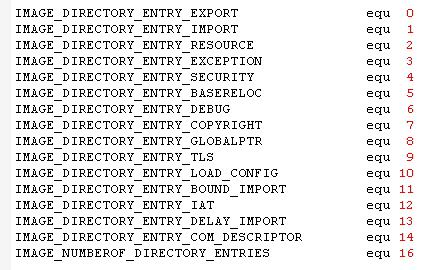 IMAGE_DIRECTORY_ENTRY_EXPORT equ 0
IMAGE_DIRECTORY_ENTRY_IMPORT equ 1
IMAGE_DIRECTORY_ENTRY_RESOURCE equ 2
IMAGE_DIRECTORY_ENTRY_EXCEPTION equ 3
IMAGE_DIRECTORY_ENTRY_SECURITY equ 4
IMAGE_DIRECTORY_ENTRY_BASERELOC equ 5
IMAGE_DIRECTORY_ENTRY_DEBUG equ 6
IMAGE_DIRECTORY_ENTRY_COPYRIGHT equ 7
IMAGE_DIRECTORY_ENTRY_GLOBALPTR equ 8
IMAGE_DIRECTORY_ENTRY_TLS equ 9
IMAGE_DIRECTORY_ENTRY_LOAD_CONFIG equ 10
IMAGE_DIRECTORY_ENTRY_BOUND_IMPORT equ 11
IMAGE_DIRECTORY_ENTRY_IAT equ 12
IMAGE_DIRECTORY_ENTRY_DELAY_IMPORT equ 13
IMAGE_DIRECTORY_ENTRY_COM_DESCRIPTOR equ 14
IMAGE_NUMBEROF_DIRECTORY_ENTRIES equ 16